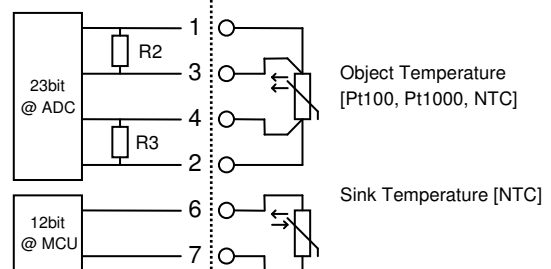 1
R2
3
23bit
@ ADC
Object Temperature
[Pt100, Pt1000, NTC]
4
R3
2
Sink Temperature [NTC]
6
12bit
@ MCU
7